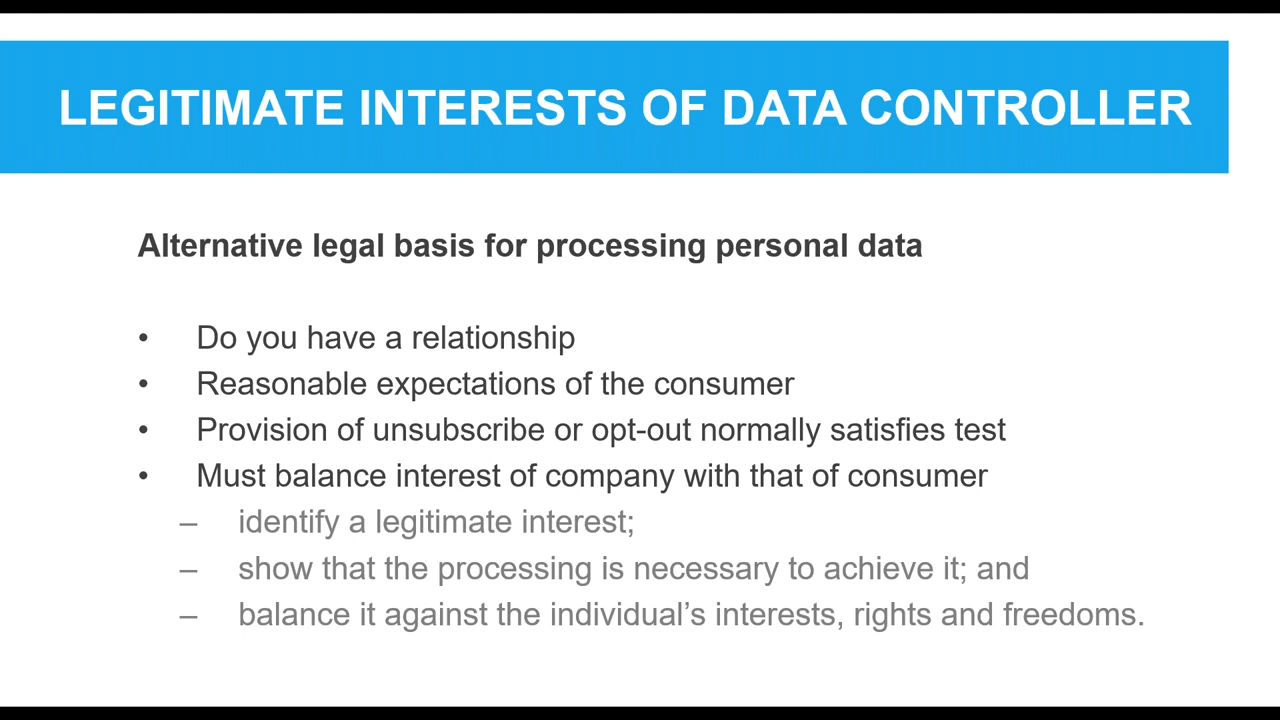 LEGITIMATE INTERESTS OF DATA CONTROLLER
Alternative legal basis for processing personal data
• Do you have a relationship
• Reasonable expectations of the consumer
• Provision of unsubscribe or opt-out normally satisfies test
• Must balance interest of company with that of consumer
– identify a legitimate interest;
– show that the processing is necessary to achieve it; and
– balance it against the individual’s interests, rights and freedoms.